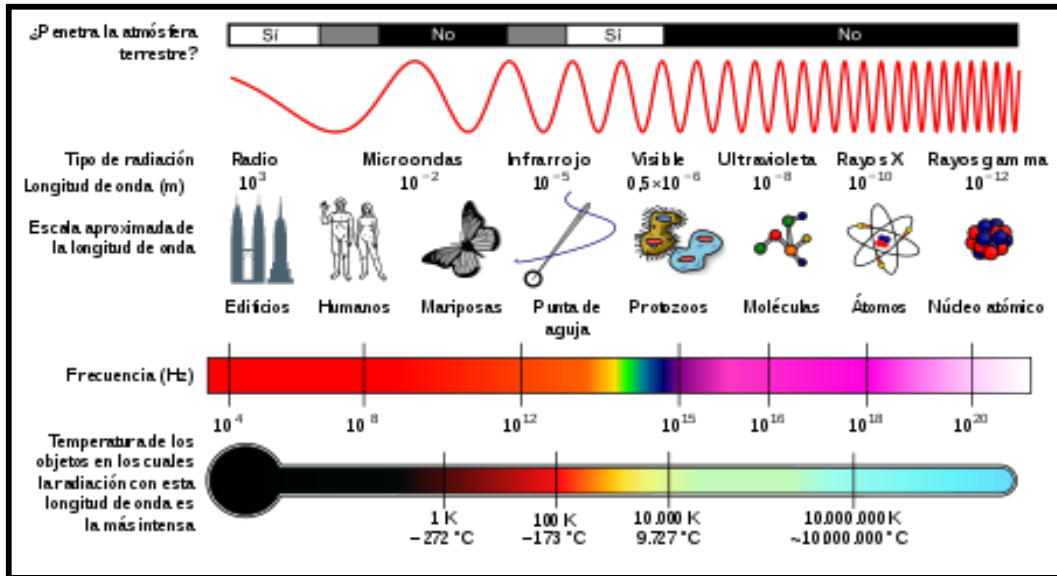 ¿Penetra la atmósfera
terrestre?
Sí No Sí No
Tipo de radiación Radio Microondas Infrarrojo Visible Ultravioleta Rayos X Rayos gamma
Longitud de onda (m) 10³ 10⁻² 10⁻⁵ 0,5×10⁻⁶ 10⁻⁸ 10⁻¹⁰ 10⁻¹²
Escala aproximada de
la longitud de onda
Edificios Humanos Mariposas Punta de
aguja Protozoos Moléculas Átomos Núcleo atómico
Frecuencia (Hz)
10⁴ 10⁸ 10¹² 10¹⁵ 10¹⁶ 10¹⁸ 10²⁰
Temperatura de los
objetos en los cuales
la radiación con esta
longitud de onda es
la más intensa
1 K 100 K 10.000 K 10.000.000 K
−272 °C −173 °C 9.727 °C ~10 000.000 °C